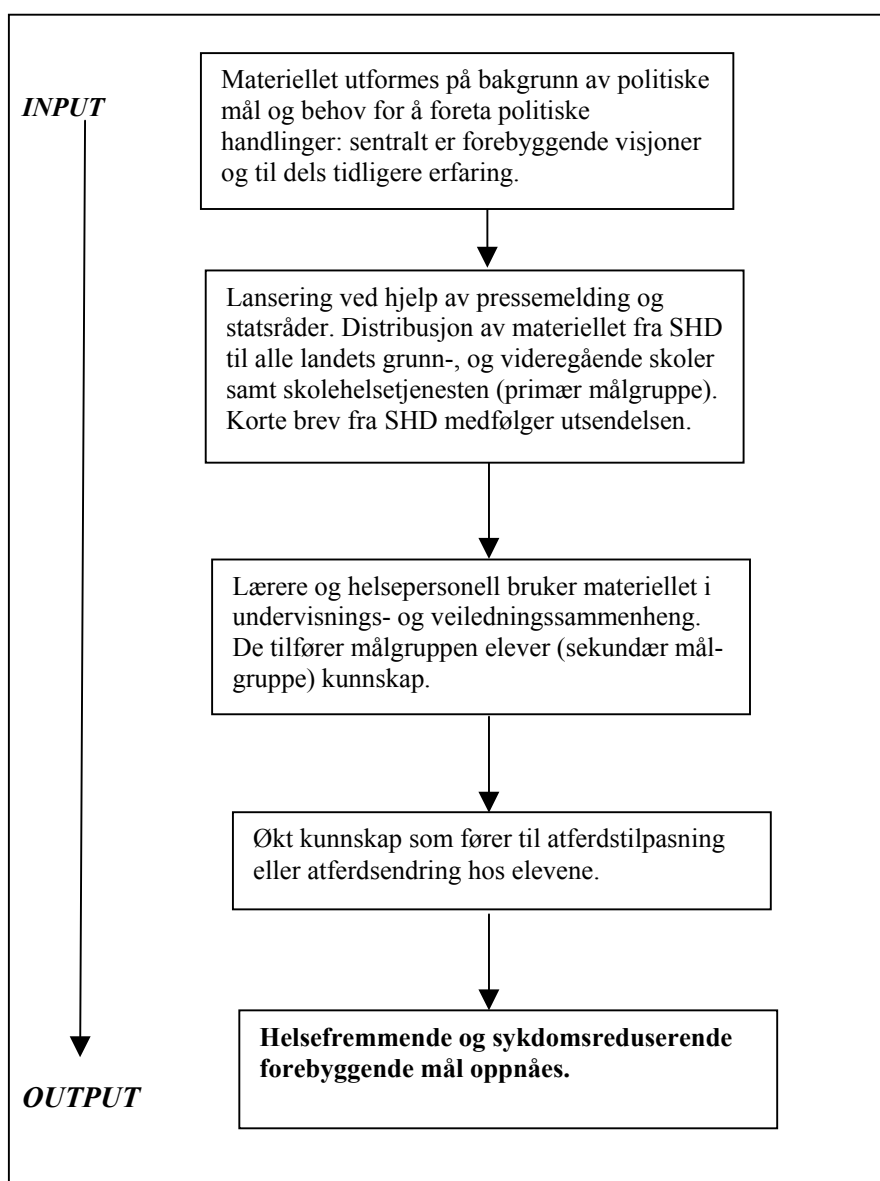 INPUT
Materiellet utformes på bakgrunn av politiske
mål og behov for å foreta politiske
handlinger: sentralt er forebyggende visjoner
og til dels tidligere erfaring.
Lansering ved hjelp av pressemelding og
statsråder. Distribusjon av materiellet fra SHD
til alle landets grunn-, og videregående skoler
samt skolehelsetjenesten (primær målgruppe).
Korte brev fra SHD medfølger utsendelsen.
Lærere og helsepersonell bruker materiellet i
undervisnings- og veiledningssammenheng.
De tilfører målgruppen elever (sekundær mål-
gruppe) kunnskap.
Økt kunnskap som fører til atferdstilpasning
eller atferdsendring hos elevene.
Helsefremmende og sykdomsreduserende
forebyggende mål oppnåes.
OUTPUT